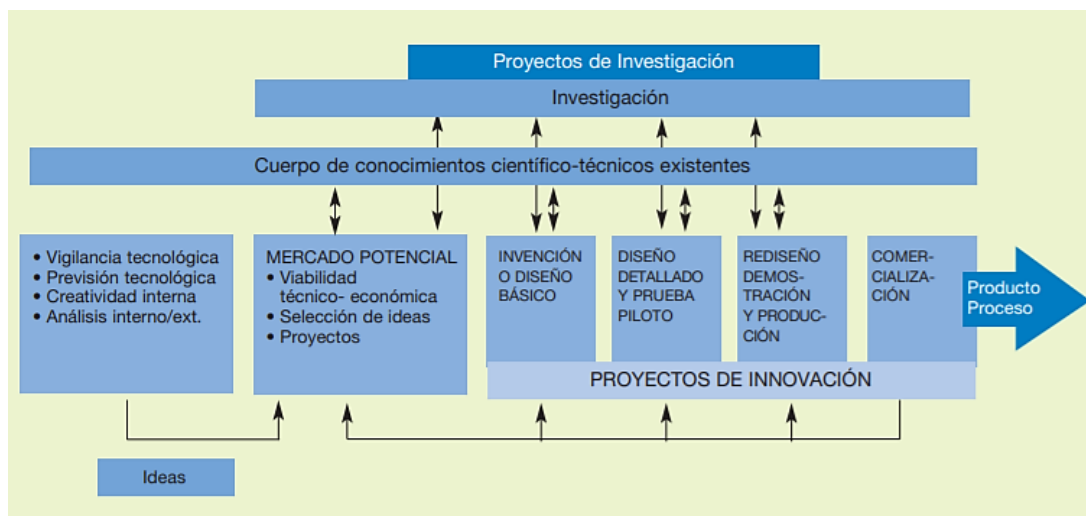 Proyectos de Investigación
Investigación
Cuerpo de conocimientos científico-técnicos existentes
• Vigilancia tecnológica
• Previsión tecnológica
• Creatividad interna
• Análisis interno/ext.
MERCADO POTENCIAL
• Viabilidad
técnico- económica
• Selección de ideas
• Proyectos
INVENCIÓN
O DISEÑO
BÁSICO
DISEÑO
DETALLADO
Y PRUEBA
PILOTO
REDISEÑO
DEMOS-
TRACIÓN
Y PRODUC-
CIÓN
COMER-
CIALIZA-
CIÓN
Producto
Proceso
PROYECTOS DE INNOVACIÓN
Ideas